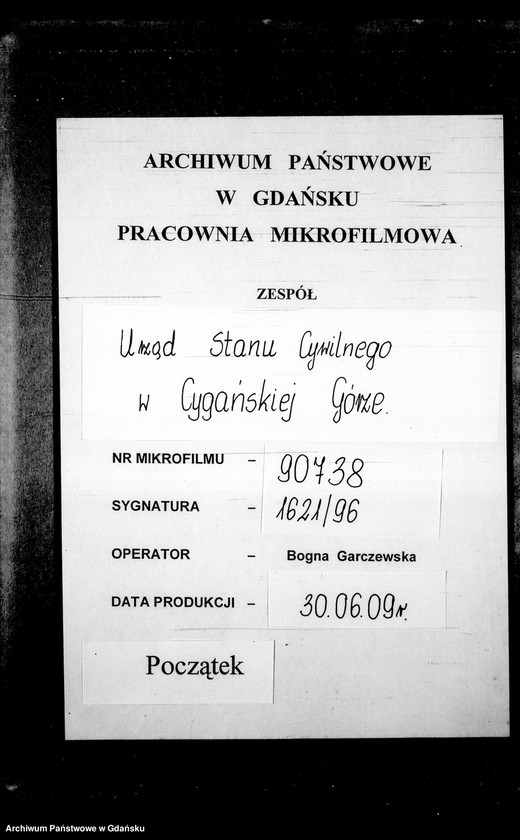 ARCHIWUM PAŃSTWOWE
W GDAŃSKU
PRACOWNIA MIKROFILMOWA
ZESPÓŁ
Urząd Stanu Cywilnego
w Cygańskiej Górze.
NR MIKROFILMU – 90738
SYGNATURA – 1621/96
OPERATOR – Bogna Garczewska
DATA PRODUKCJI – 30.06.09r.
Początek
Archiwum Państwowe w Gdańsku